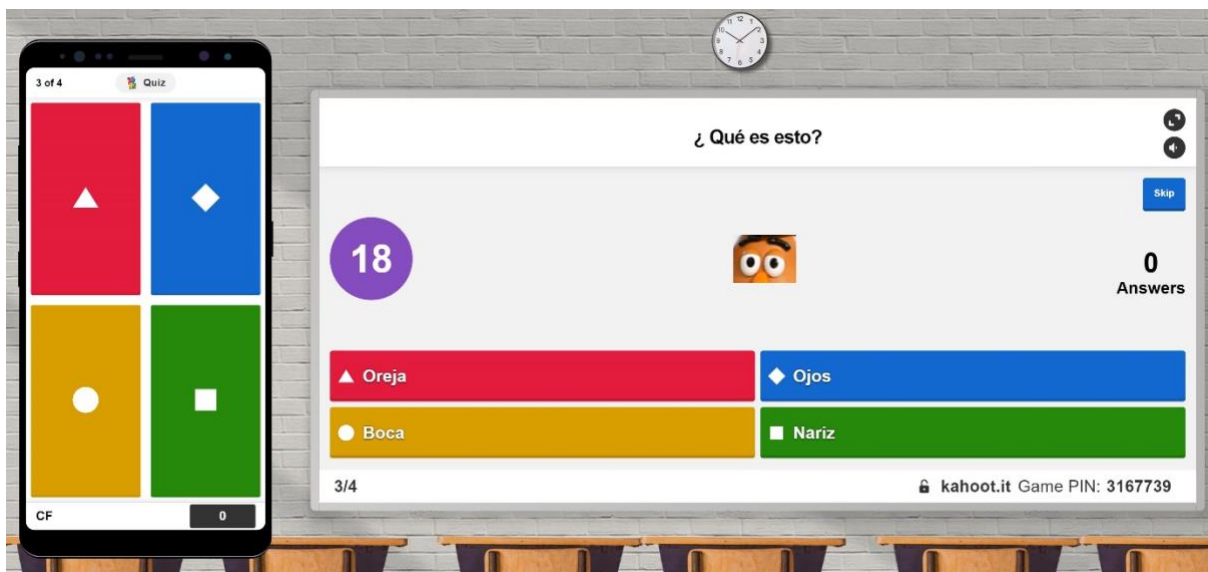 3 of 4
Quiz
CF
0
¿ Qué es esto?
Skip
18
0
Answers
Oreja
Ojos
Boca
Nariz
3/4
kahoot.it Game PIN: 3167739